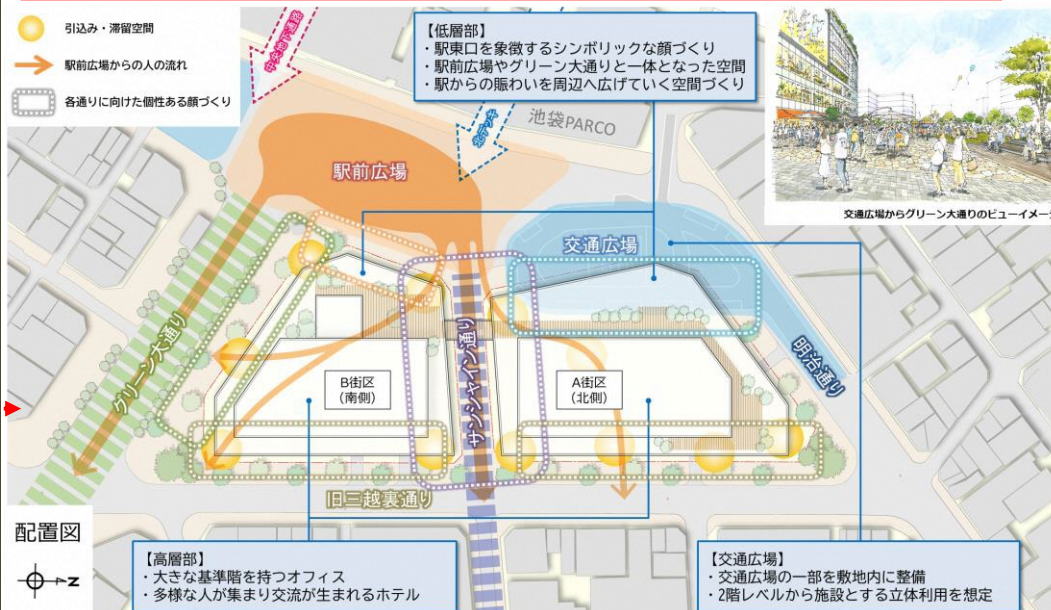 引込み・滞留空間
駅前広場からの人の流れ
各通りに向けた個性ある顔づくり
中央地下通路
【低層部】
・駅東口を象徴するシンボリックな顔づくり
・駅前広場やグリーン大通りと一体となった空間
・駅からの賑わいを周辺へ広げていく空間づくり
池袋PARCO
交通広場からグリーン大通りのビューイメー
駅前広場
交通広場
グリーン大通り
サンシャイン通り
明治通り
B街区
(南側)
A街区
(北側)
旧三越裏通り
配置図
N
【高層部】
・大きな基準階を持つオフィス
・多様な人が集まり交流が生まれるホテル
【交通広場】
・交通広場の一部を敷地内に整備
・2階レベルから施設とする立体利用を想定